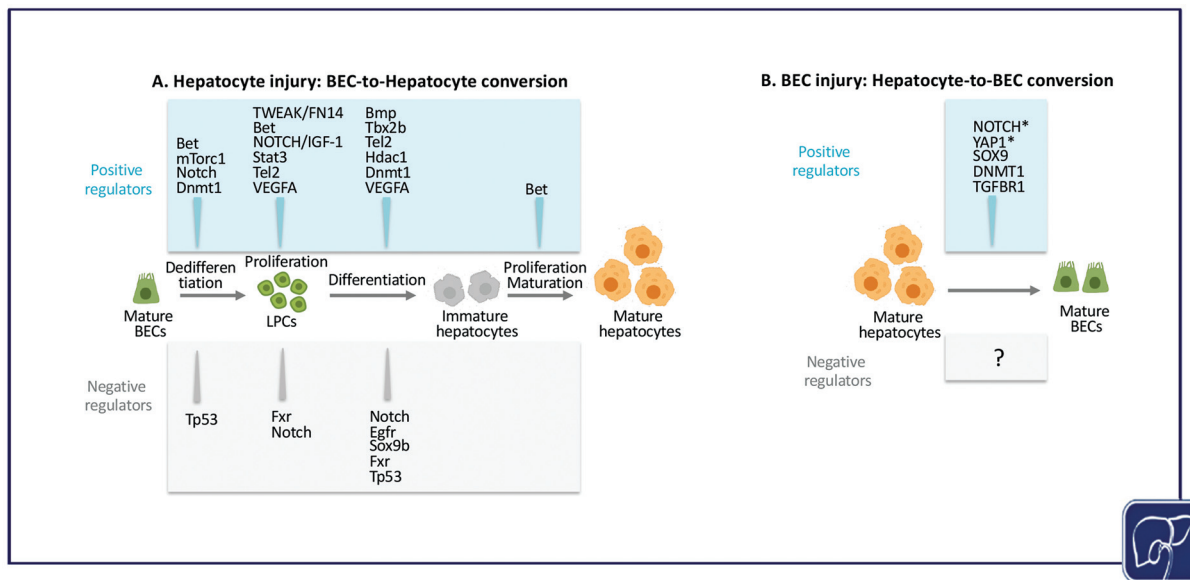 A. Hepatocyte injury: BEC-to-Hepatocyte conversion
Positive
regulators
Bet
mTorc1
Notch
Dnmt1
TWEAK/FN14
Bet
NOTCH/IGF-1
Stat3
Tel2
VEGFA
Bmp
Tbx2b
Tel2
Hdac1
Dnmt1
VEGFA
Bet
Mature
BECs
Dedifferen
tiation
Proliferation
LPCs
Differentiation
Immature
hepatocytes
Proliferation
Maturation
Mature
hepatocytes
Negative
regulators
Tp53
Fxr
Notch
Notch
Egfr
Sox9b
Fxr
Tp53
B. BEC injury: Hepatocyte-to-BEC conversion
Positive
regulators
NOTCH*
YAP1*
SOX9
DNMT1
TGFBR1
Mature
hepatocytes
Mature
BECs
Negative
regulators
?